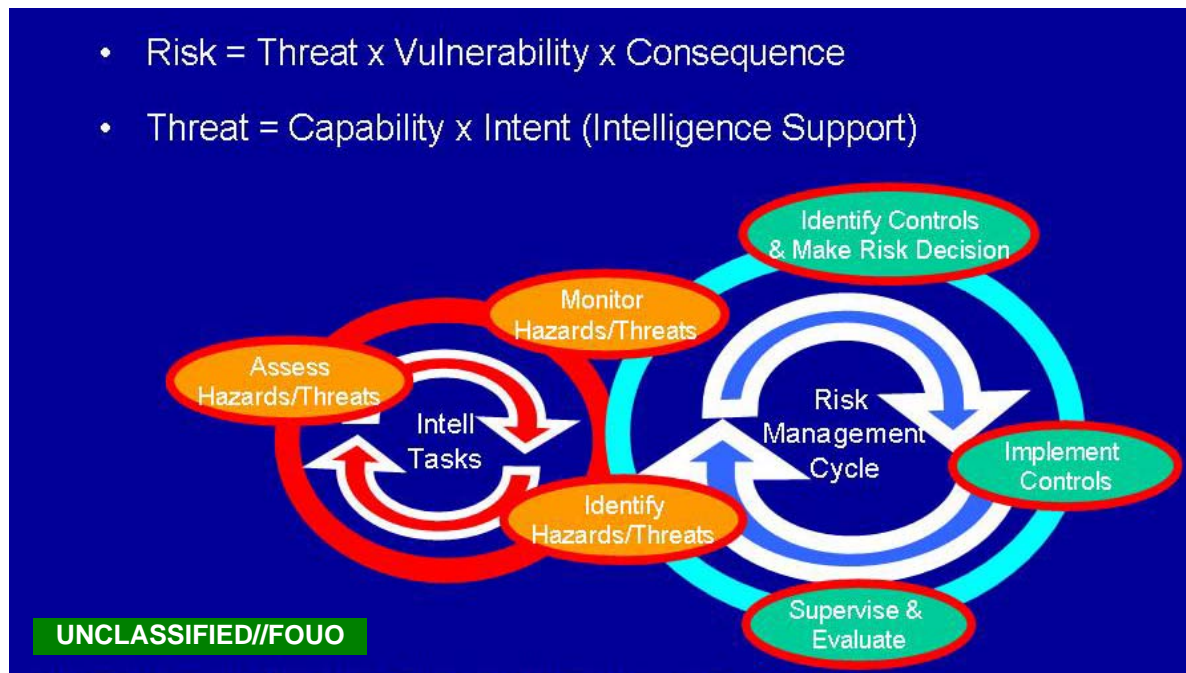 • Risk = Threat x Vulnerability x Consequence
• Threat = Capability x Intent (Intelligence Support)
Identify Controls
& Make Risk Decision
Monitor
Hazards/Threats
Assess
Hazards/Threats
Intell
Tasks
Risk
Management
Cycle
Implement
Controls
Identify
Hazards/Threats
Supervise &
Evaluate
UNCLASSIFIED//FOUO